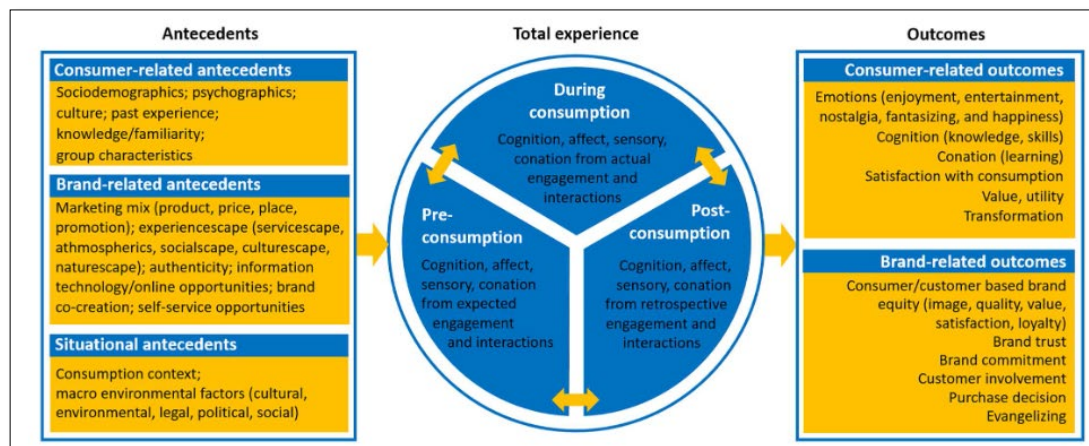 Antecedents
Consumer-related antecedents
Sociodemographics; psychographics;
culture; past experience;
knowledge/familiarity;
group characteristics
Brand-related antecedents
Marketing mix (product, price, place,
promotion); experiencescape (servicescape,
athmospherics, socialscape, culturescape,
naturescape); authenticity; information
technology/online opportunities; brand
co-creation; self-service opportunities
Situational antecedents
Consumption context;
macro environmental factors (cultural,
environmental, legal, political, social)
Total experience
During
consumption
Cognition, affect, sensory,
conation from actual
engagement and
interactions
Pre-
consumption
Cognition, affect,
sensory, conation
from expected
engagement
and interactions
Post-
consumption
Cognition, affect,
sensory, conation
from retrospective
engagement and
interactions
Outcomes
Consumer-related outcomes
Emotions (enjoyment, entertainment,
nostalgia, fantasizing, and happiness)
Cognition (knowledge, skills)
Conation (learning)
Satisfaction with consumption
Value, utility
Transformation
Brand-related outcomes
Consumer/customer based brand
equity (image, quality, value,
satisfaction, loyalty)
Brand trust
Brand commitment
Customer involvement
Purchase decision
Evangelizing